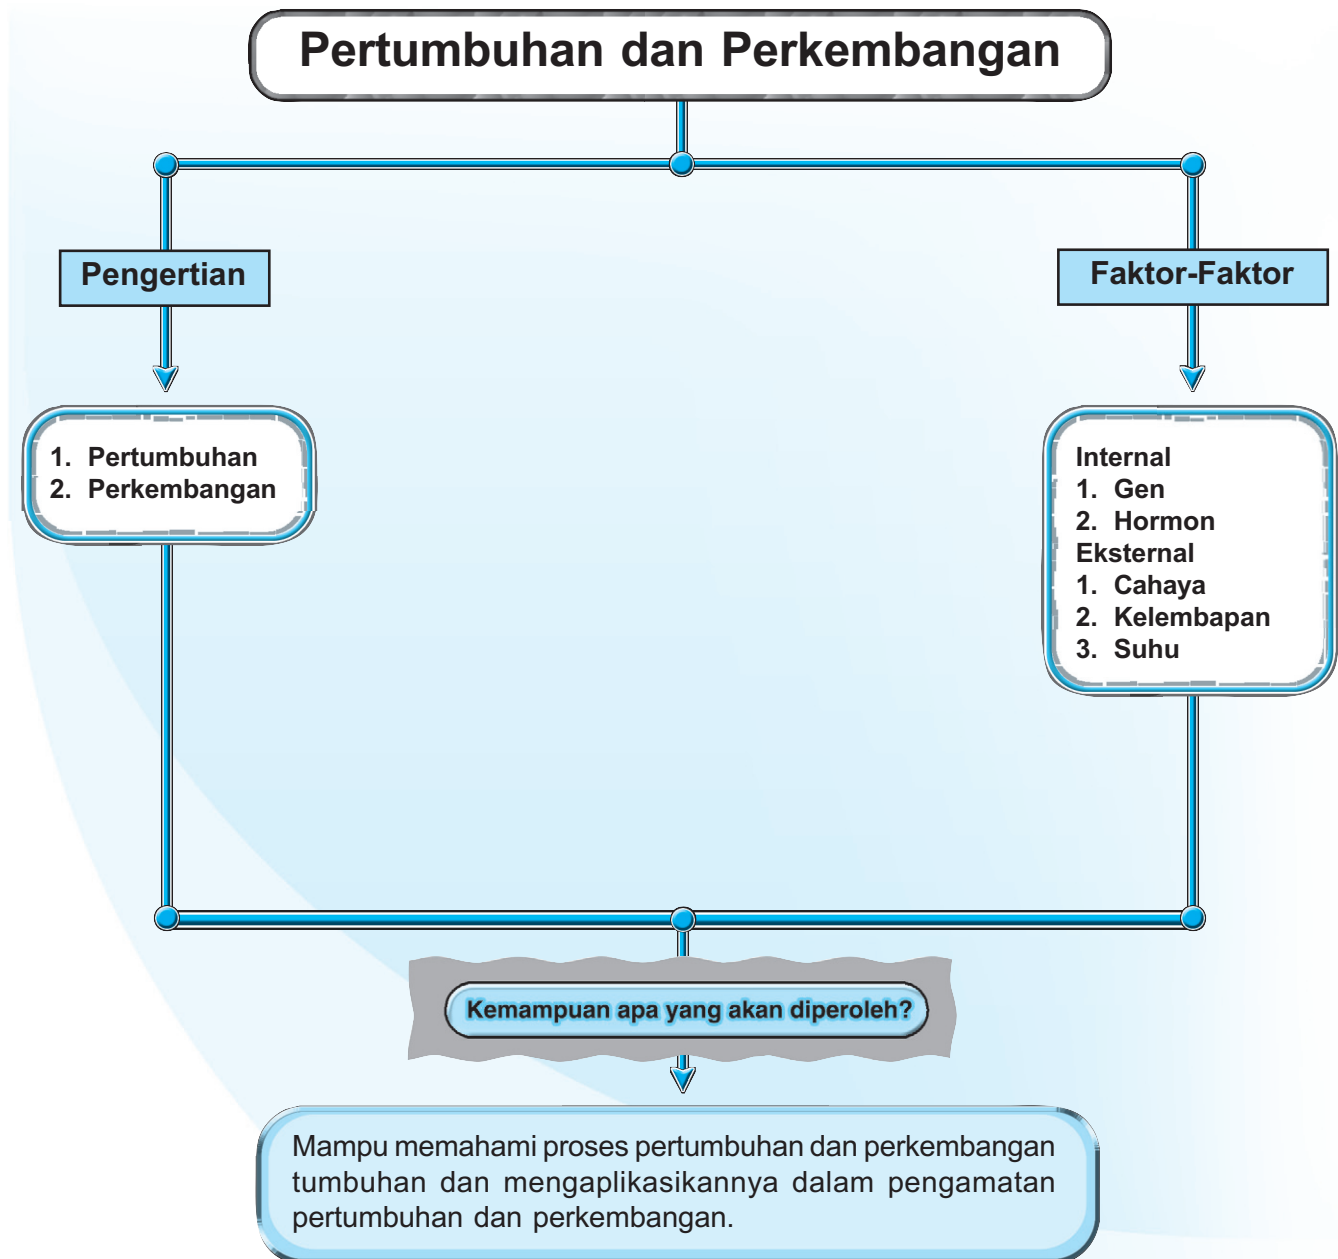 Pertumbuhan dan Perkembangan
Pengertian
Faktor-Faktor
1. Pertumbuhan
2. Perkembangan
Internal
1. Gen
2. Hormon
Eksternal
1. Cahaya
2. Kelembapan
3. Suhu
Kemampuan apa yang akan diperoleh?
Mampu memahami proses pertumbuhan dan perkembangan
tumbuhan dan mengaplikasikannya dalam pengamatan
pertumbuhan dan perkembangan.